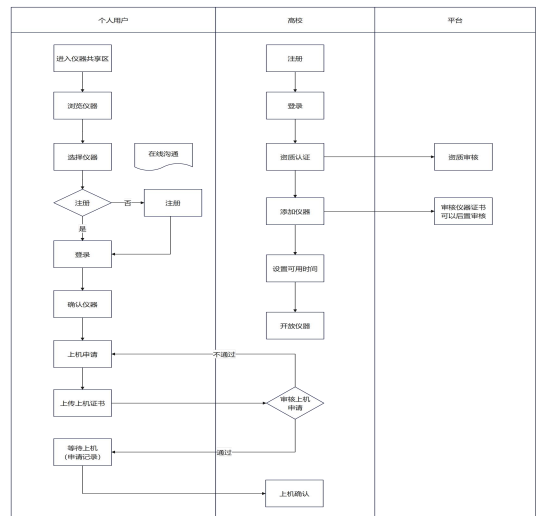 个人用户
高校
平台
进入仪器共享区
注册
浏览仪器
登录
选择仪器
在线沟通
资质认证
资质审核
注册
否
注册
添加仪器
审核仪器证书
可以后置审核
是
登录
设置可用时间
确认仪器
开放仪器
上机申请
不通过
上传上机证书
审核上机
申请
等待上机
(申请记录)
通过
上机确认